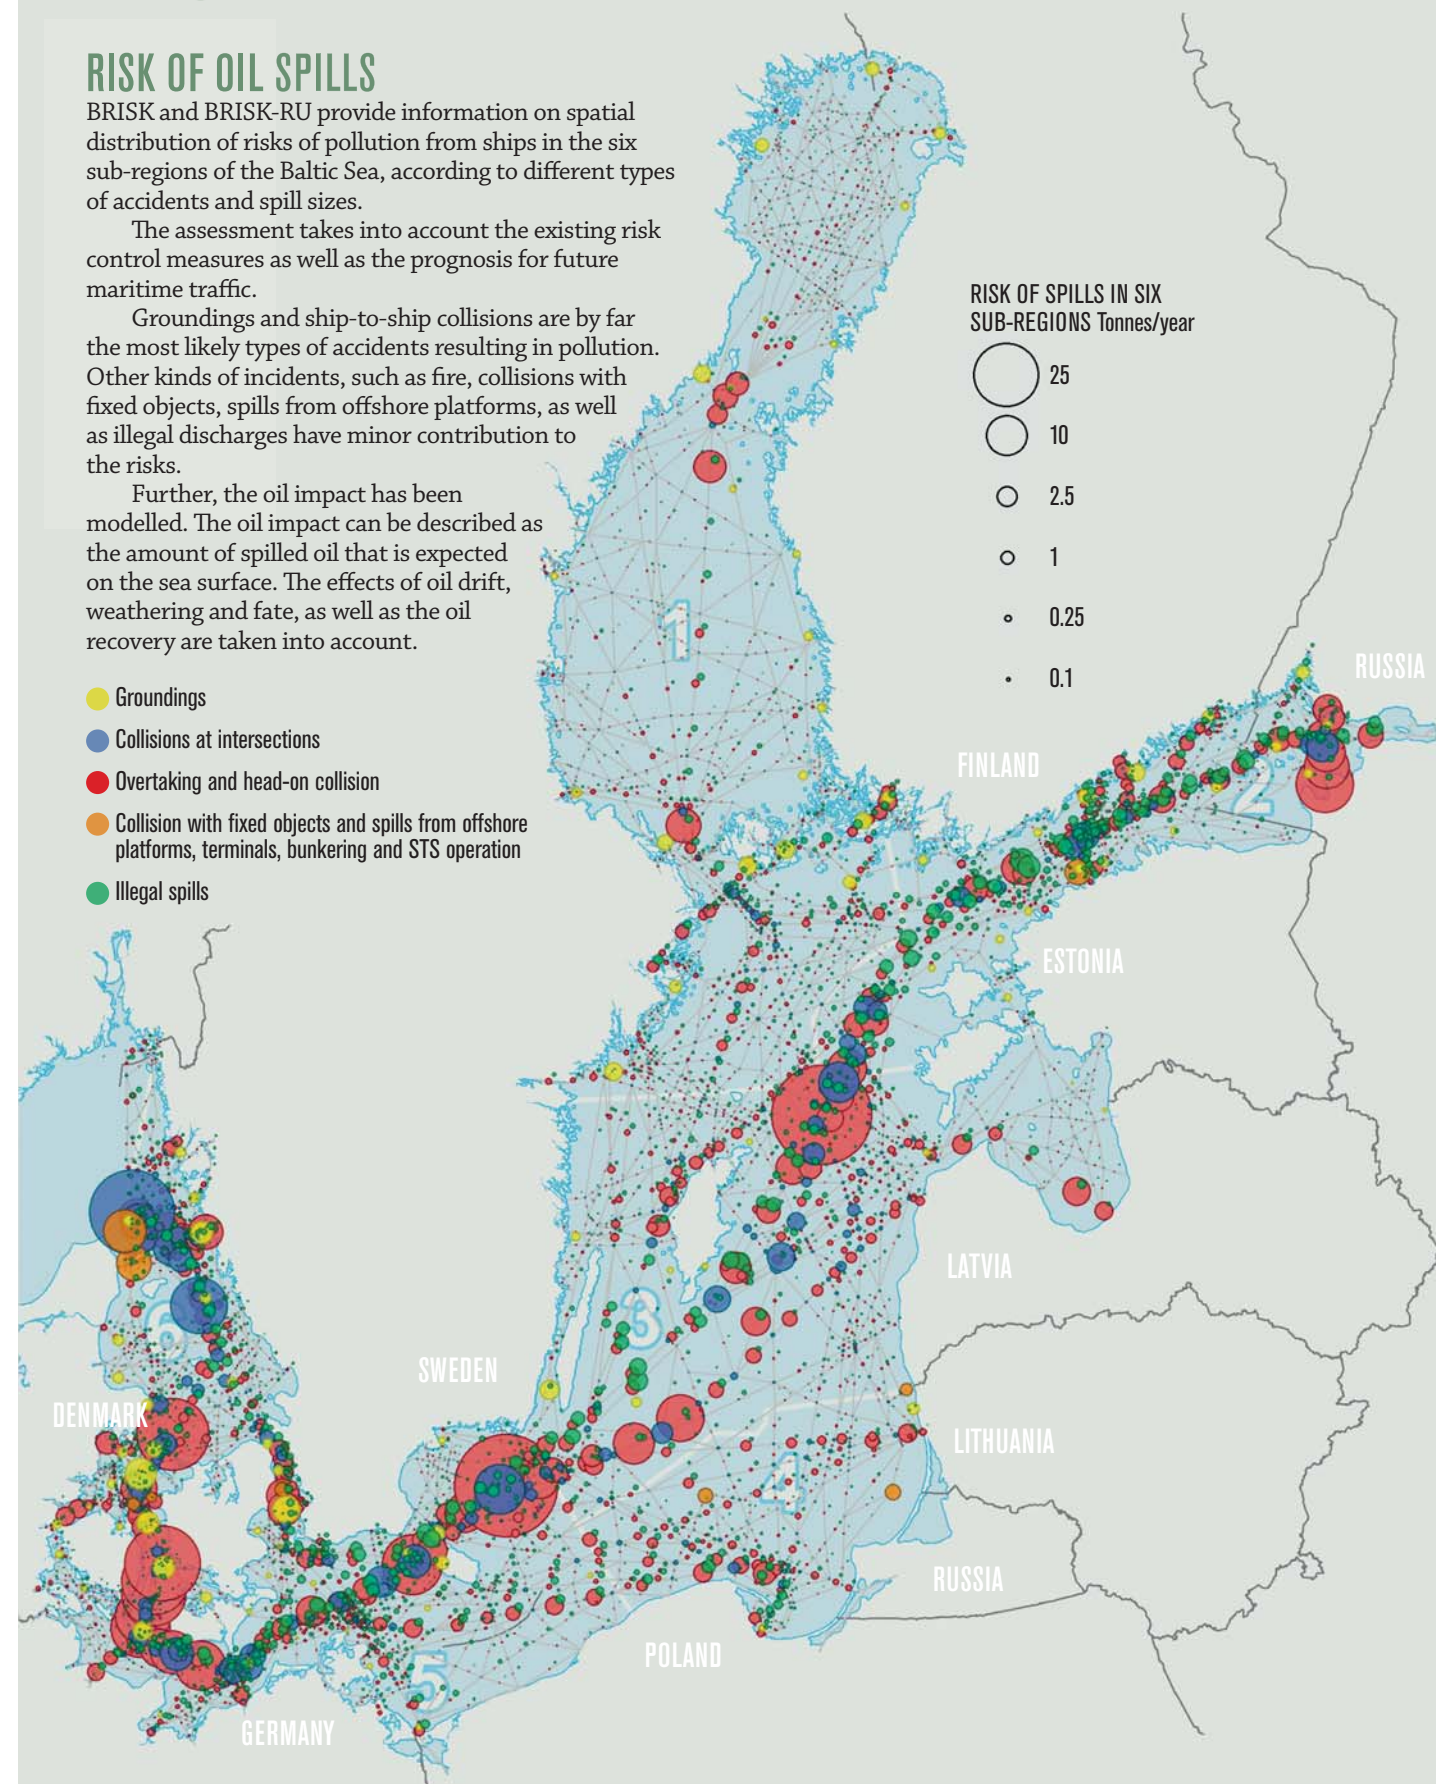 RISK OF OIL SPILLS
BRISK and BRISK-RU provide information on spatial
distribution of risks of pollution from ships in the six
sub-regions of the Baltic Sea, according to different types
of accidents and spill sizes.
The assessment takes into account the existing risk
control measures as well as the prognosis for future
maritime traffic.
Groundings and ship-to-ship collisions are by far
the most likely types of accidents resulting in pollution.
Other kinds of incidents, such as fire, collisions with
fixed objects, spills from offshore platforms, as well
as illegal discharges have minor contribution to
the risks.
Further, the oil impact has been
modelled. The oil impact can be described as
the amount of spilled oil that is expected
on the sea surface. The effects of oil drift,
weathering and fate, as well as the oil
recovery are taken into account.
Groundings
Collisions at intersections
Overtaking and head-on collision
Collision with fixed objects and spills from offshore
platforms, terminals, bunkering and STS operation
Illegal spills
RISK OF SPILLS IN SIX
SUB-REGIONS Tonnes/year
25
10
2.5
1
0.25
0.1
1
RUSSIA
FINLAND
2
ESTONIA
LATVIA
3
6
SWEDEN
DENMARK
LITHUANIA
4
RUSSIA
POLAND
5
GERMANY